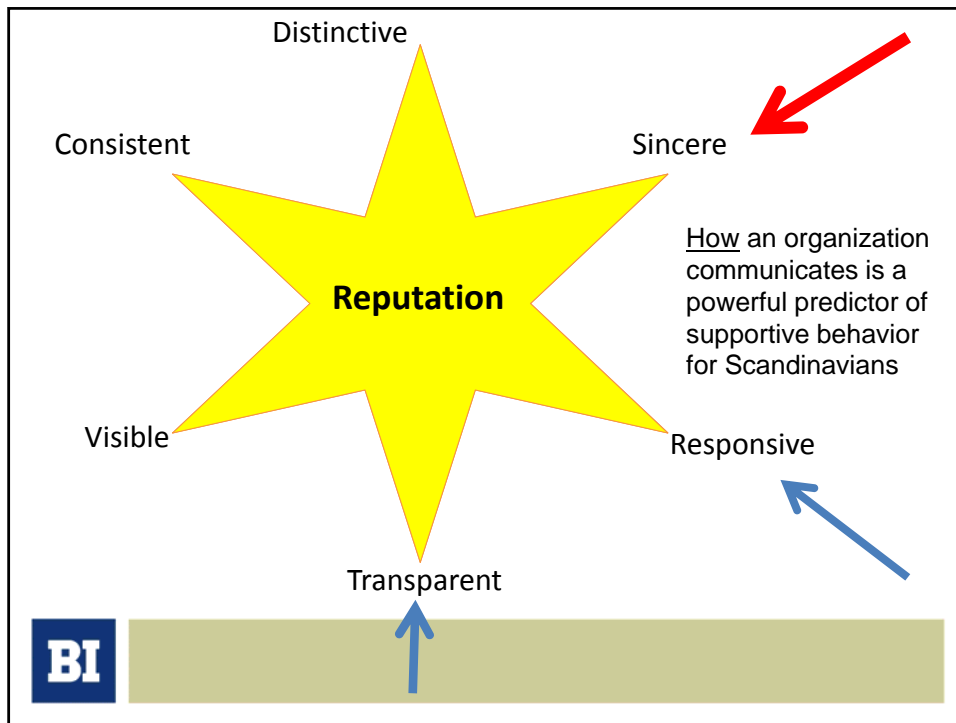 Distinctive
Consistent
Sincere
How an organization
communicates is a
powerful predictor of
supportive behavior
for Scandinavians
Reputation
Visible
Responsive
Transparent
BI